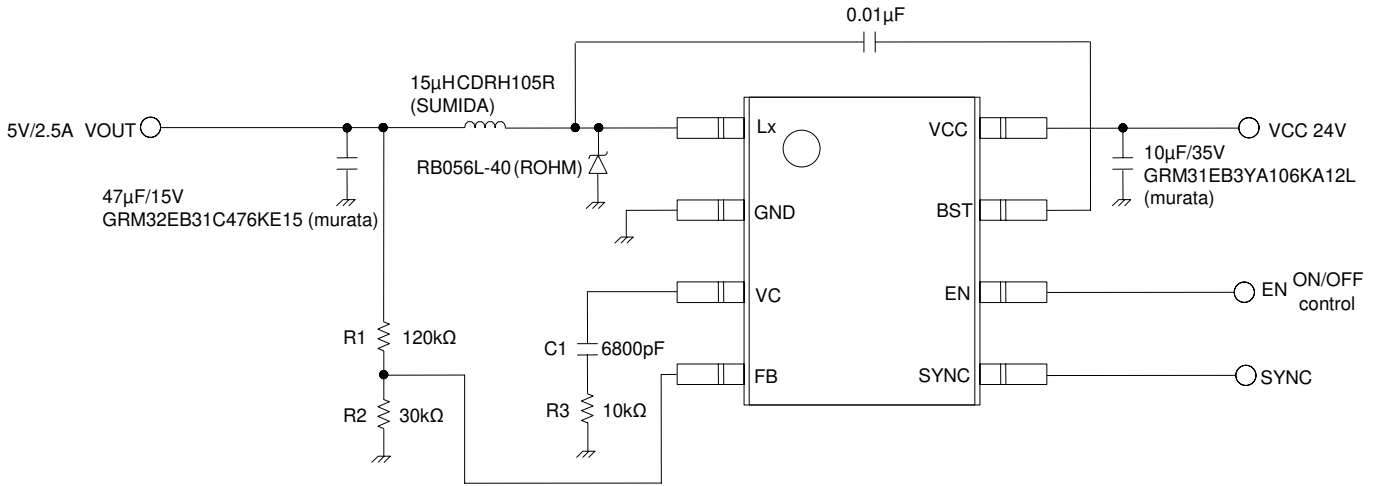 0.01µF
15µHCDRH105R
(SUMIDA)
5V/2.5A VOUT
Lx
VCC
VCC 24V
RB056L-40 (ROHM)
10µF/35V
GRM31EB3YA106KA12L
(murata)
47µF/15V
GRM32EB31C476KE15 (murata)
GND
BST
VC
EN
EN ON/OFF
control
R1 120kΩ
C1 6800pF
FB
SYNC
SYNC
R2 30kΩ
R3 10kΩ